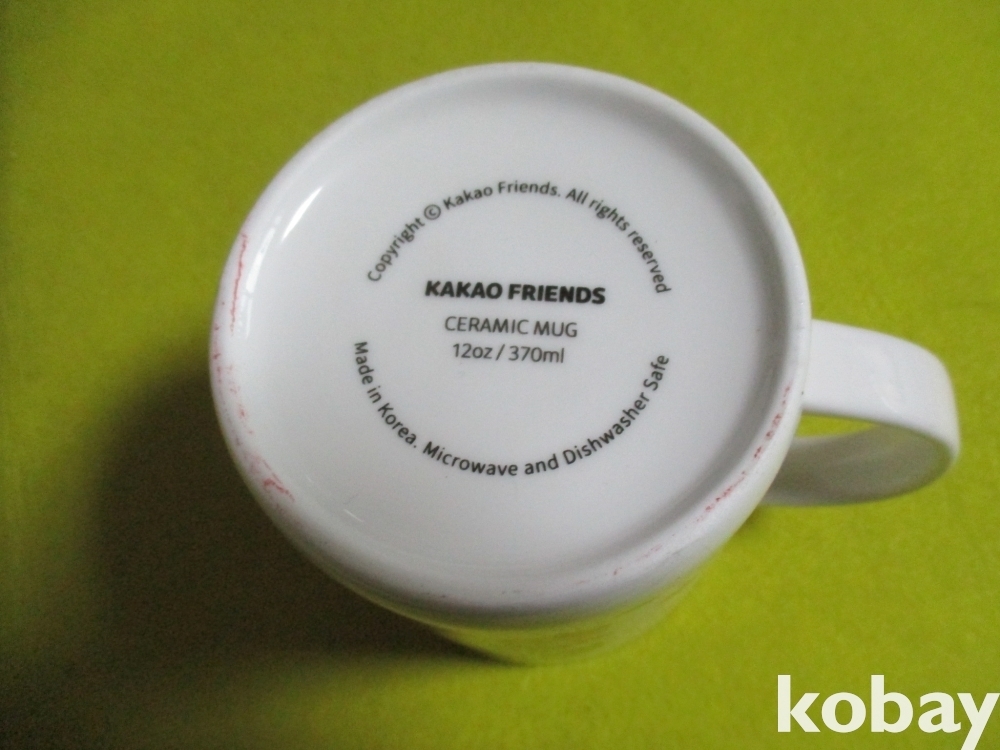 Copyright © Kakao Friends. All rights reserved
KAKAO FRIENDS
CERAMIC MUG
12oz / 370ml
Made in Korea. Microwave and Dishwasher Safe
kobay